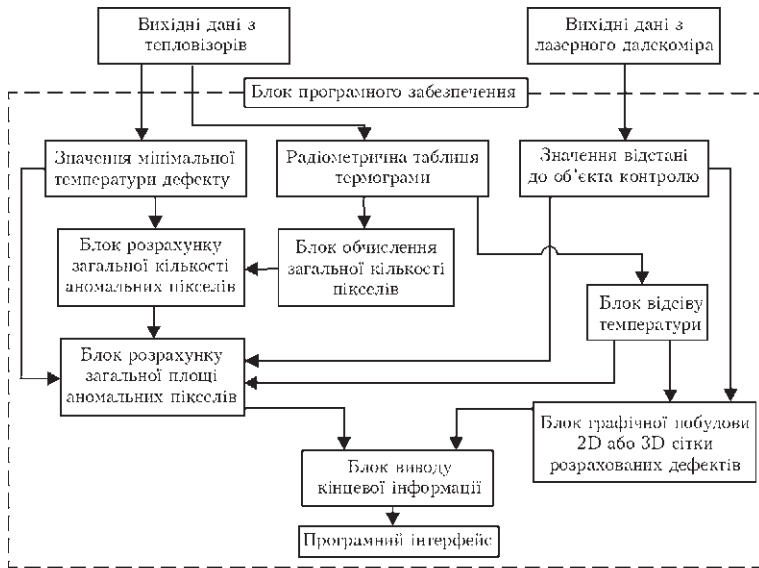 Вихідні дані з
тепловізорів
Вихідні дані з
лазерного далекоміра
Блок програмного забезпечення
Значення мінімальної
температури дефекту
Радіометрична таблиця
термограми
Значення відстані
до об'єкта контролю
Блок розрахунку
загальної кількості
аномальних пікселів
Блок обчислення
загальної кількості
пікселів
Блок відсіву
температури
Блок розрахунку
загальної площі
аномальних пікселів
Блок графічної побудови
2D або 3D сітки
розрахованих дефектів
Блок виводу
кінцевої інформації
Програмний інтерфейс